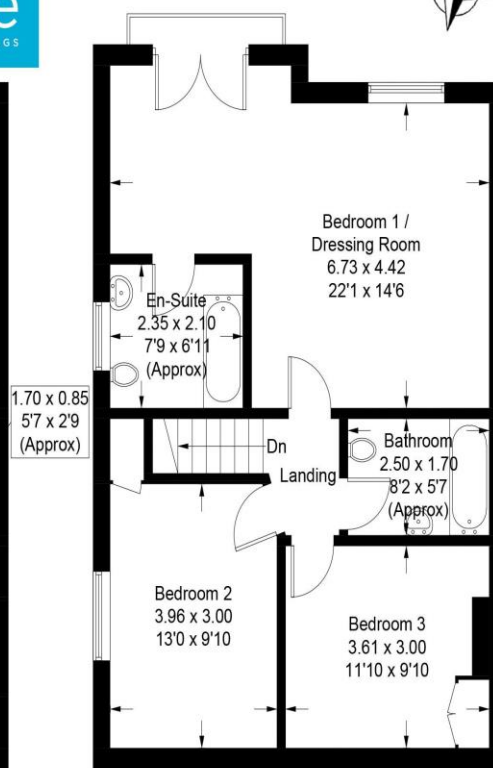 e
GS
Bedroom 1 /
Dressing Room
6.73 x 4.42
22'1 x 14'6
En-Suite
2.35 x 2.10
7'9 x 6'11
(Approx)
1.70 x 0.85
5'7 x 2'9
(Approx)
Dn
Landing
Bathroom
2.50 x 1.70
8'2 x 5'7
(Approx)
Bedroom 2
3.96 x 3.00
13'0 x 9'10
Bedroom 3
3.61 x 3.00
11'10 x 9'10